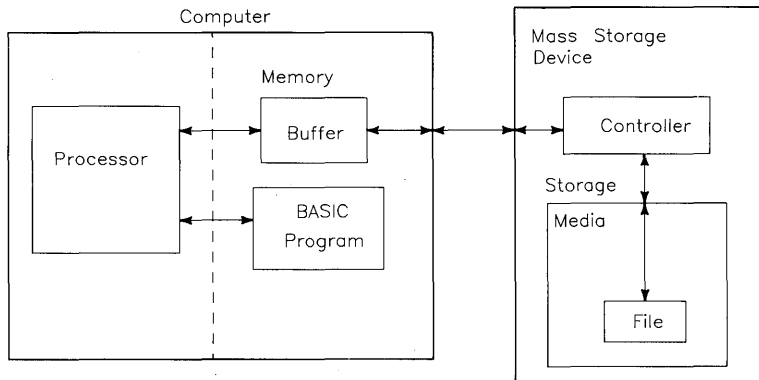 Computer
Mass Storage
Device
Memory
Processor
Buffer
Controller
BASIC
Program
Storage
Media
File